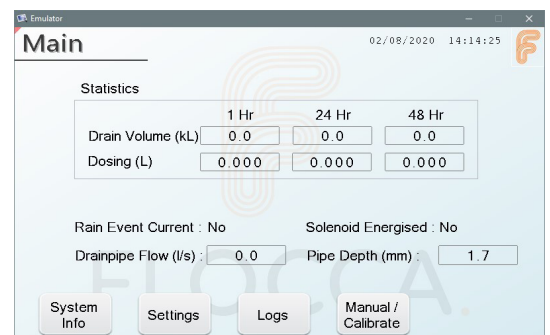 Emulator
Main 02/08/2020 14:14:25
Statistics
1 Hr 24 Hr 48 Hr
Drain Volume (kL) 0.0 0.0 0.0
Dosing (L) 0.000 0.000 0.000
Rain Event Current : No Solenoid Energised : No
Drainpipe Flow (l/s) : 0.0 Pipe Depth (mm) : 1.7
FLOCCA.
System Info Settings Logs Manual / Calibrate